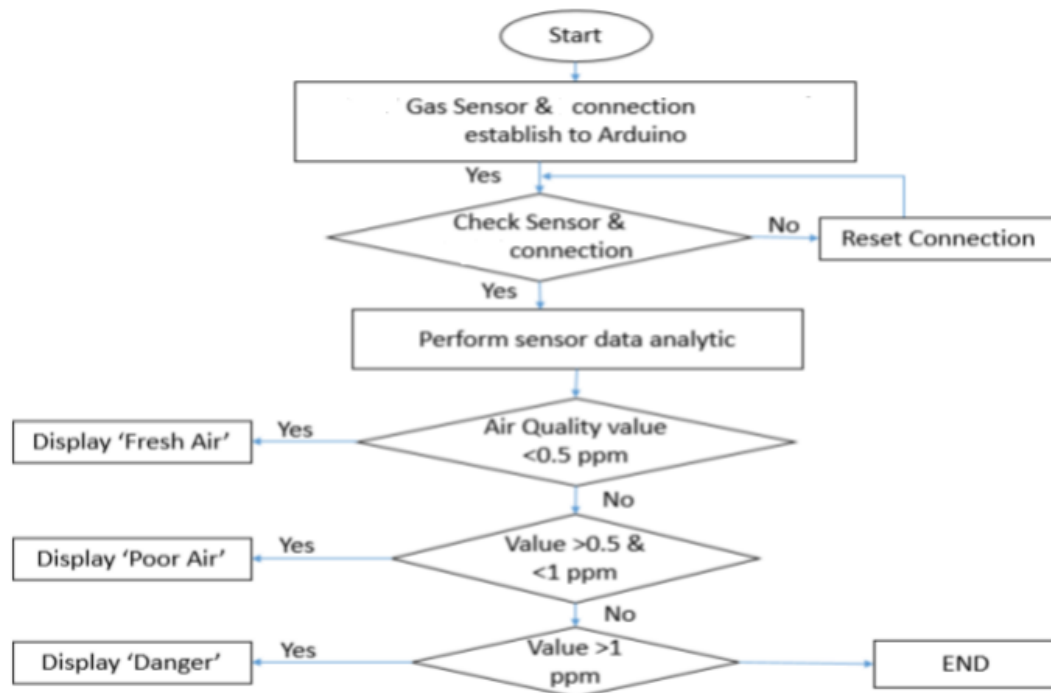 Start
Gas Sensor & connection
establish to Arduino
Yes
Check Sensor &
connection
No
Reset Connection
Yes
Perform sensor data analytic
Air Quality value
<0.5 ppm
Yes
Display ‘Fresh Air’
No
Value >0.5 &
<1 ppm
Yes
Display ‘Poor Air’
No
Value >1
ppm
Yes
Display ‘Danger’
END